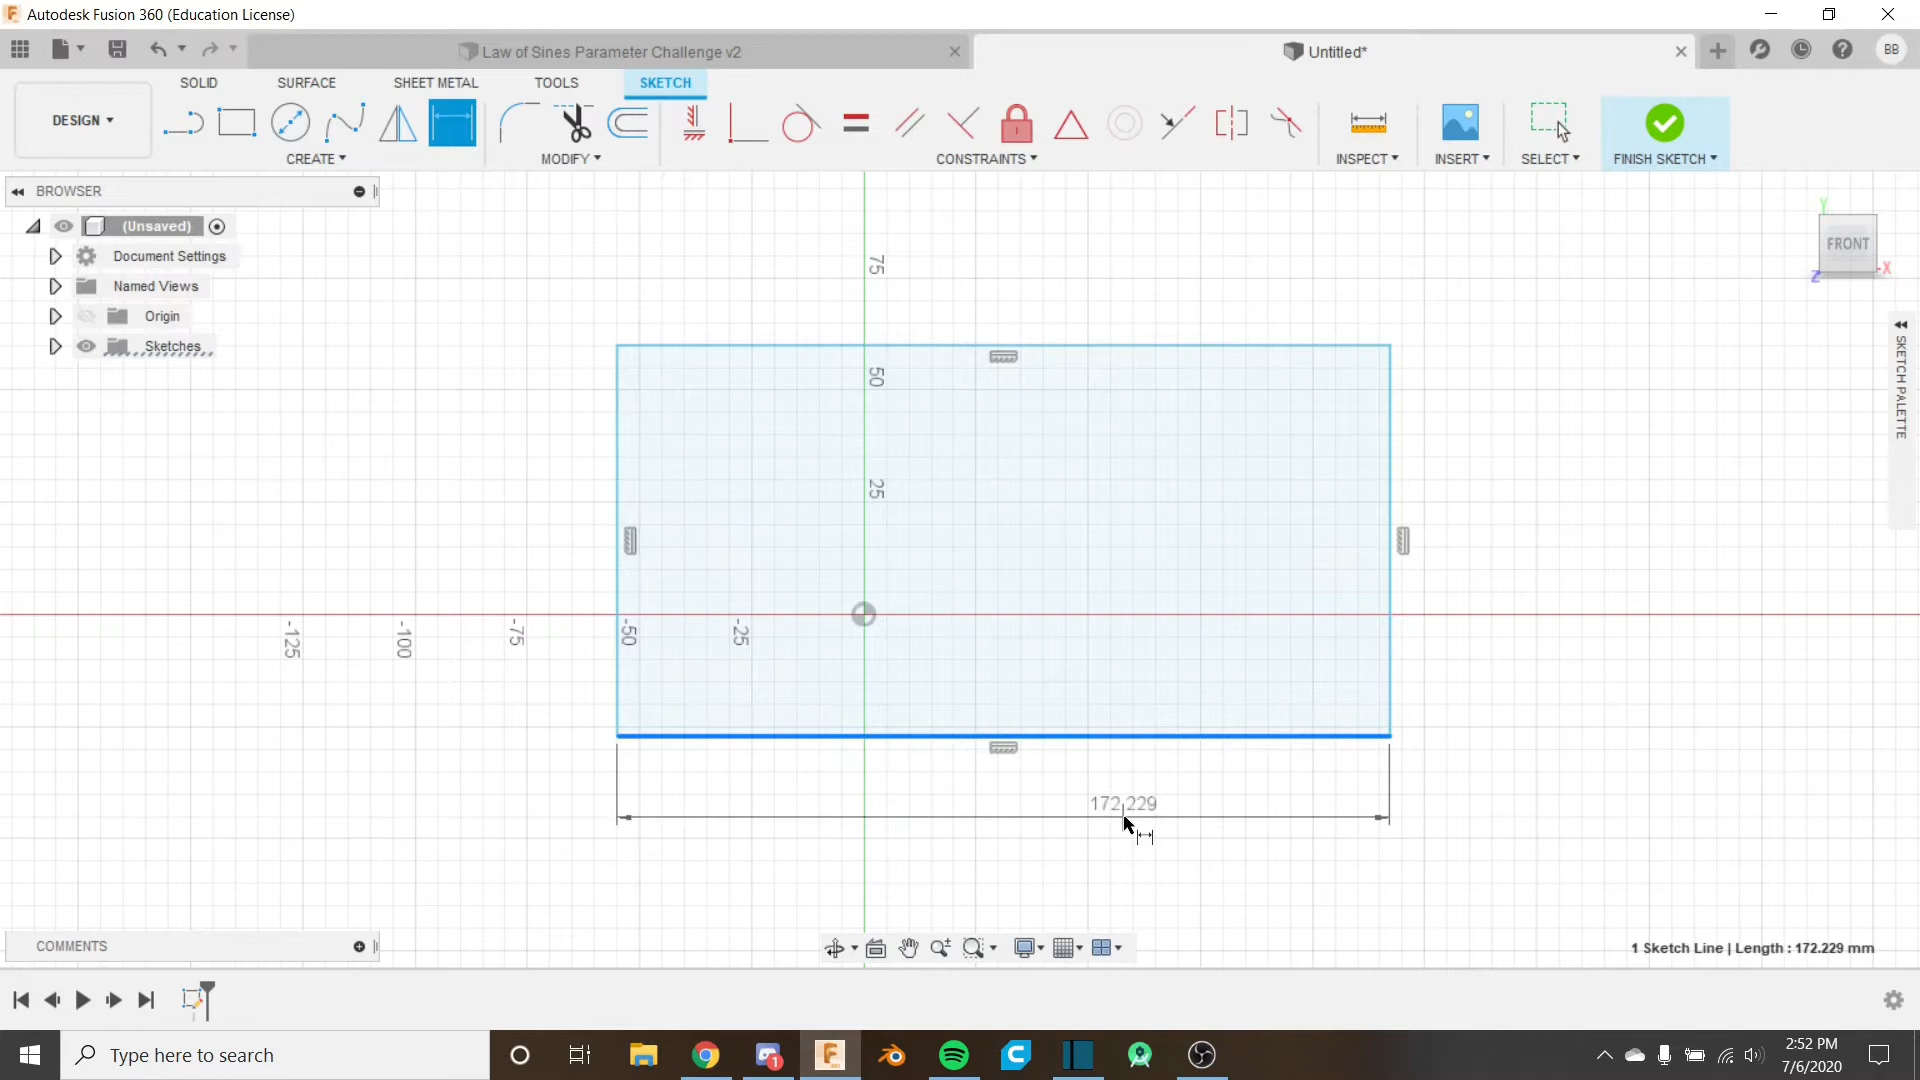 Autodesk Fusion 360 (Education License)
Law of Sines Parameter Challenge v2
Untitled*
BB
DESIGN
SOLID
SURFACE
SHEET METAL
TOOLS
SKETCH
CREATE
MODIFY
CONSTRAINTS
INSPECT
INSERT
SELECT
FINISH SKETCH
BROWSER
(Unsaved)
Document Settings
Named Views
Origin
Sketches
75
50
25
-125
-100
-75
-50
-25
172.229
Y
FRONT
X
Z
SKETCH PALETTE
COMMENTS
1 Sketch Line | Length : 172.229 mm
Type here to search
1
2:52 PM
7/6/2020